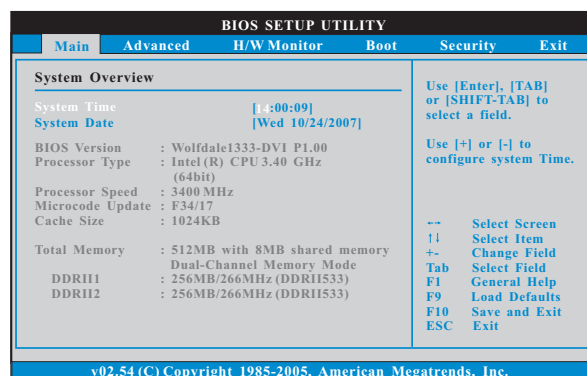 BIOS SETUP UTILITY
Main Advanced H/W Monitor Boot Security Exit
System Overview
System Time [14:00:09]
System Date [Wed 10/24/2007]
BIOS Version : Wolfdale1333-DVI P1.00
Processor Type : Intel (R) CPU 3.40 GHz
(64bit)
Processor Speed : 3400 MHz
Microcode Update : F34/17
Cache Size : 1024KB
Total Memory : 512MB with 8MB shared memory
Dual-Channel Memory Mode
DDRII1 : 256MB/266MHz (DDRII533)
DDRII2 : 256MB/266MHz (DDRII533)
Use [Enter], [TAB]
or [SHIFT-TAB] to
select a field.
Use [+] or [-] to
configure system Time.
←→ Select Screen
↑↓ Select Item
+- Change Field
Tab Select Field
F1 General Help
F9 Load Defaults
F10 Save and Exit
ESC Exit
v02.54 (C) Copyright 1985-2005, American Megatrends, Inc.